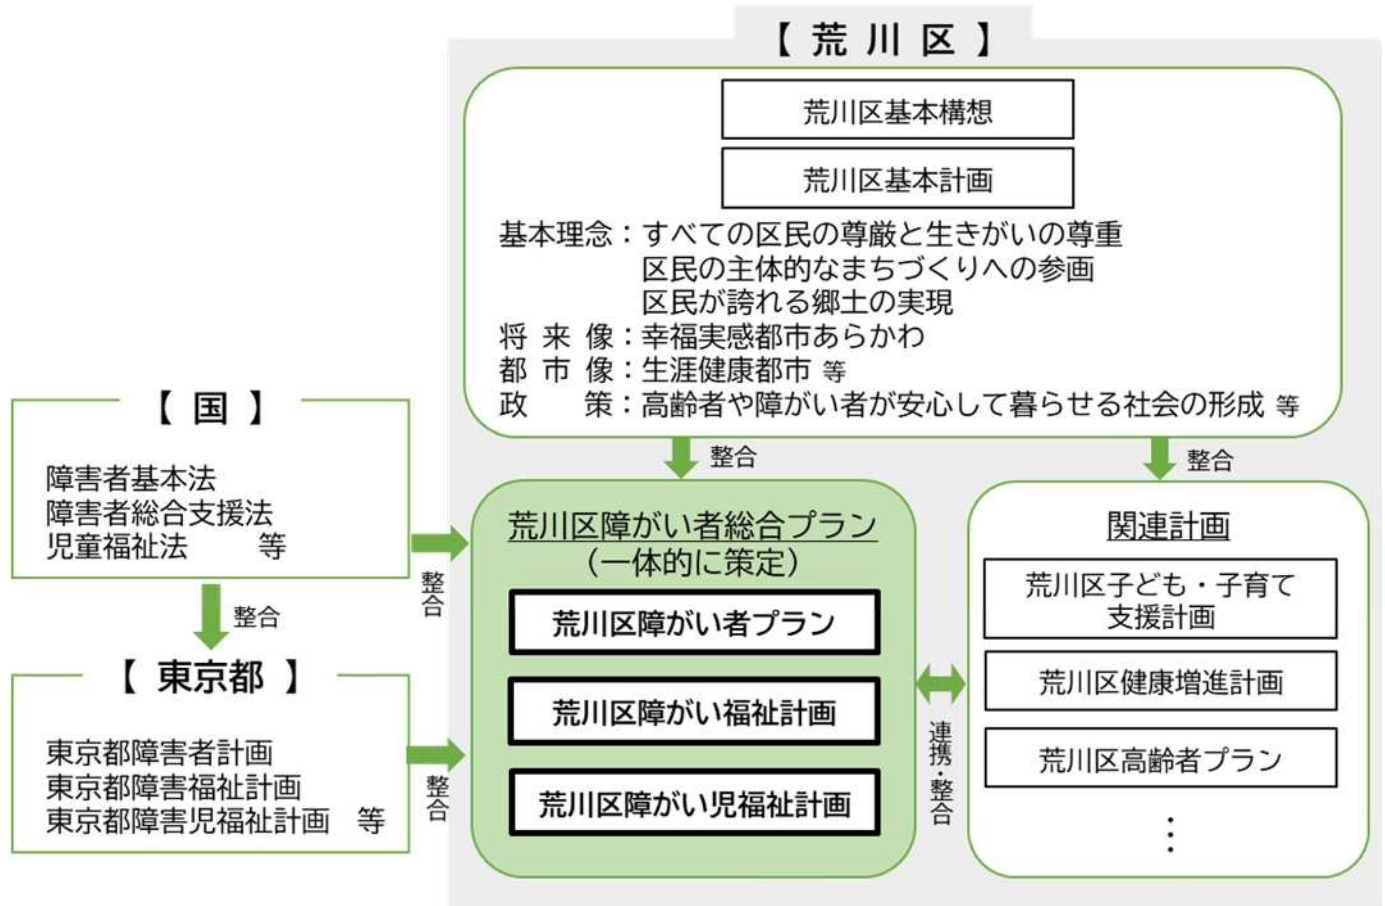 【 荒 川 区 】
荒川区基本構想
荒川区基本計画
基本理念：すべての区民の尊厳と生きがいの尊重
区民の主体的なまちづくりへの参画
区民が誇れる郷土の実現
将 来 像：幸福実感都市あらかわ
都 市 像：生涯健康都市 等
政　　策：高齢者や障がい者が安心して暮らせる社会の形成 等
整合
整合
【 国 】
障害者基本法
障害者総合支援法
児童福祉法　　等
整合
整合
【 東京都 】
東京都障害者計画
東京都障害福祉計画
東京都障害児福祉計画　等
整合
荒川区障がい者総合プラン
（一体的に策定）
荒川区障がい者プラン
荒川区障がい福祉計画
荒川区障がい児福祉計画
連携・整合
関連計画
荒川区子ども・子育て
支援計画
荒川区健康増進計画
荒川区高齢者プラン
⋮